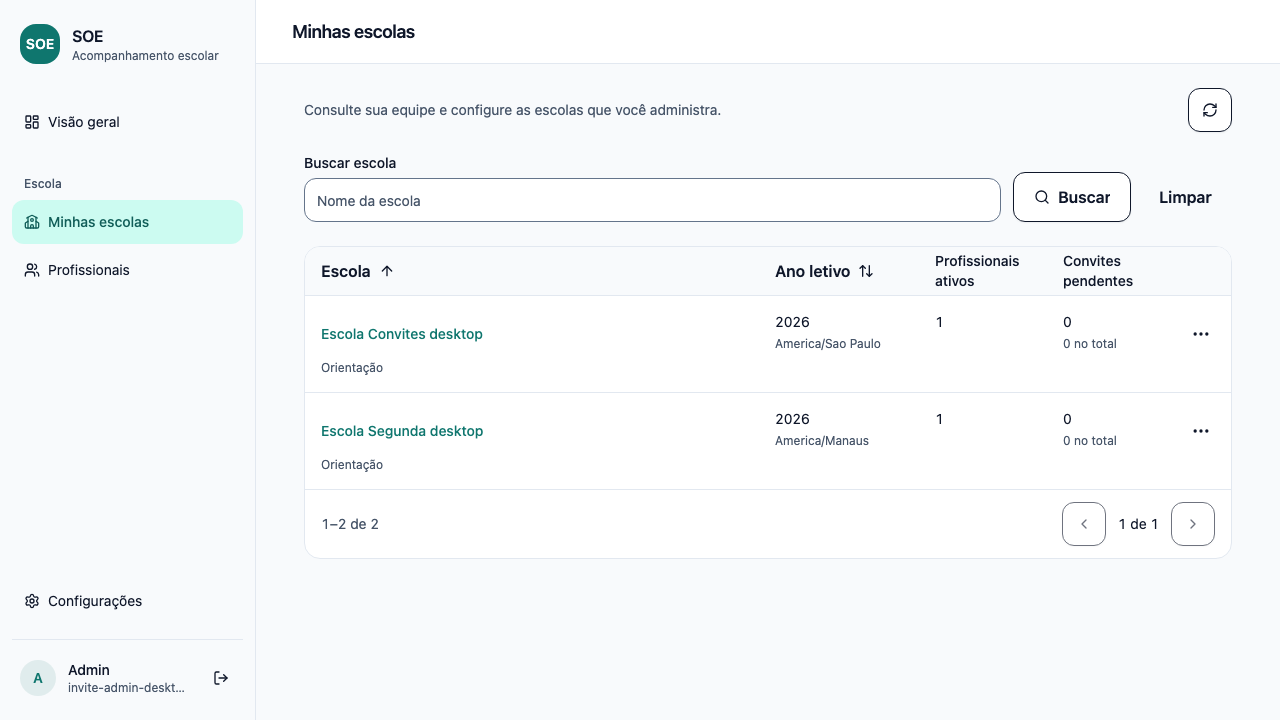 SOE
SOE
Acompanhamento escolar
Visão geral
Escola
Minhas escolas
Profissionais
Configurações
A
Admin
invite-admin-deskt...
Minhas escolas
Consulte sua equipe e configure as escolas que você administra.
Buscar escola
Nome da escola
Buscar
Limpar
Escola
Ano letivo
Profissionais
ativos
Convites
pendentes
Escola Convites desktop
Orientação
2026
America/Sao Paulo
1
0
0 no total
Escola Segunda desktop
Orientação
2026
America/Manaus
1
0
0 no total
1–2 de 2
1 de 1